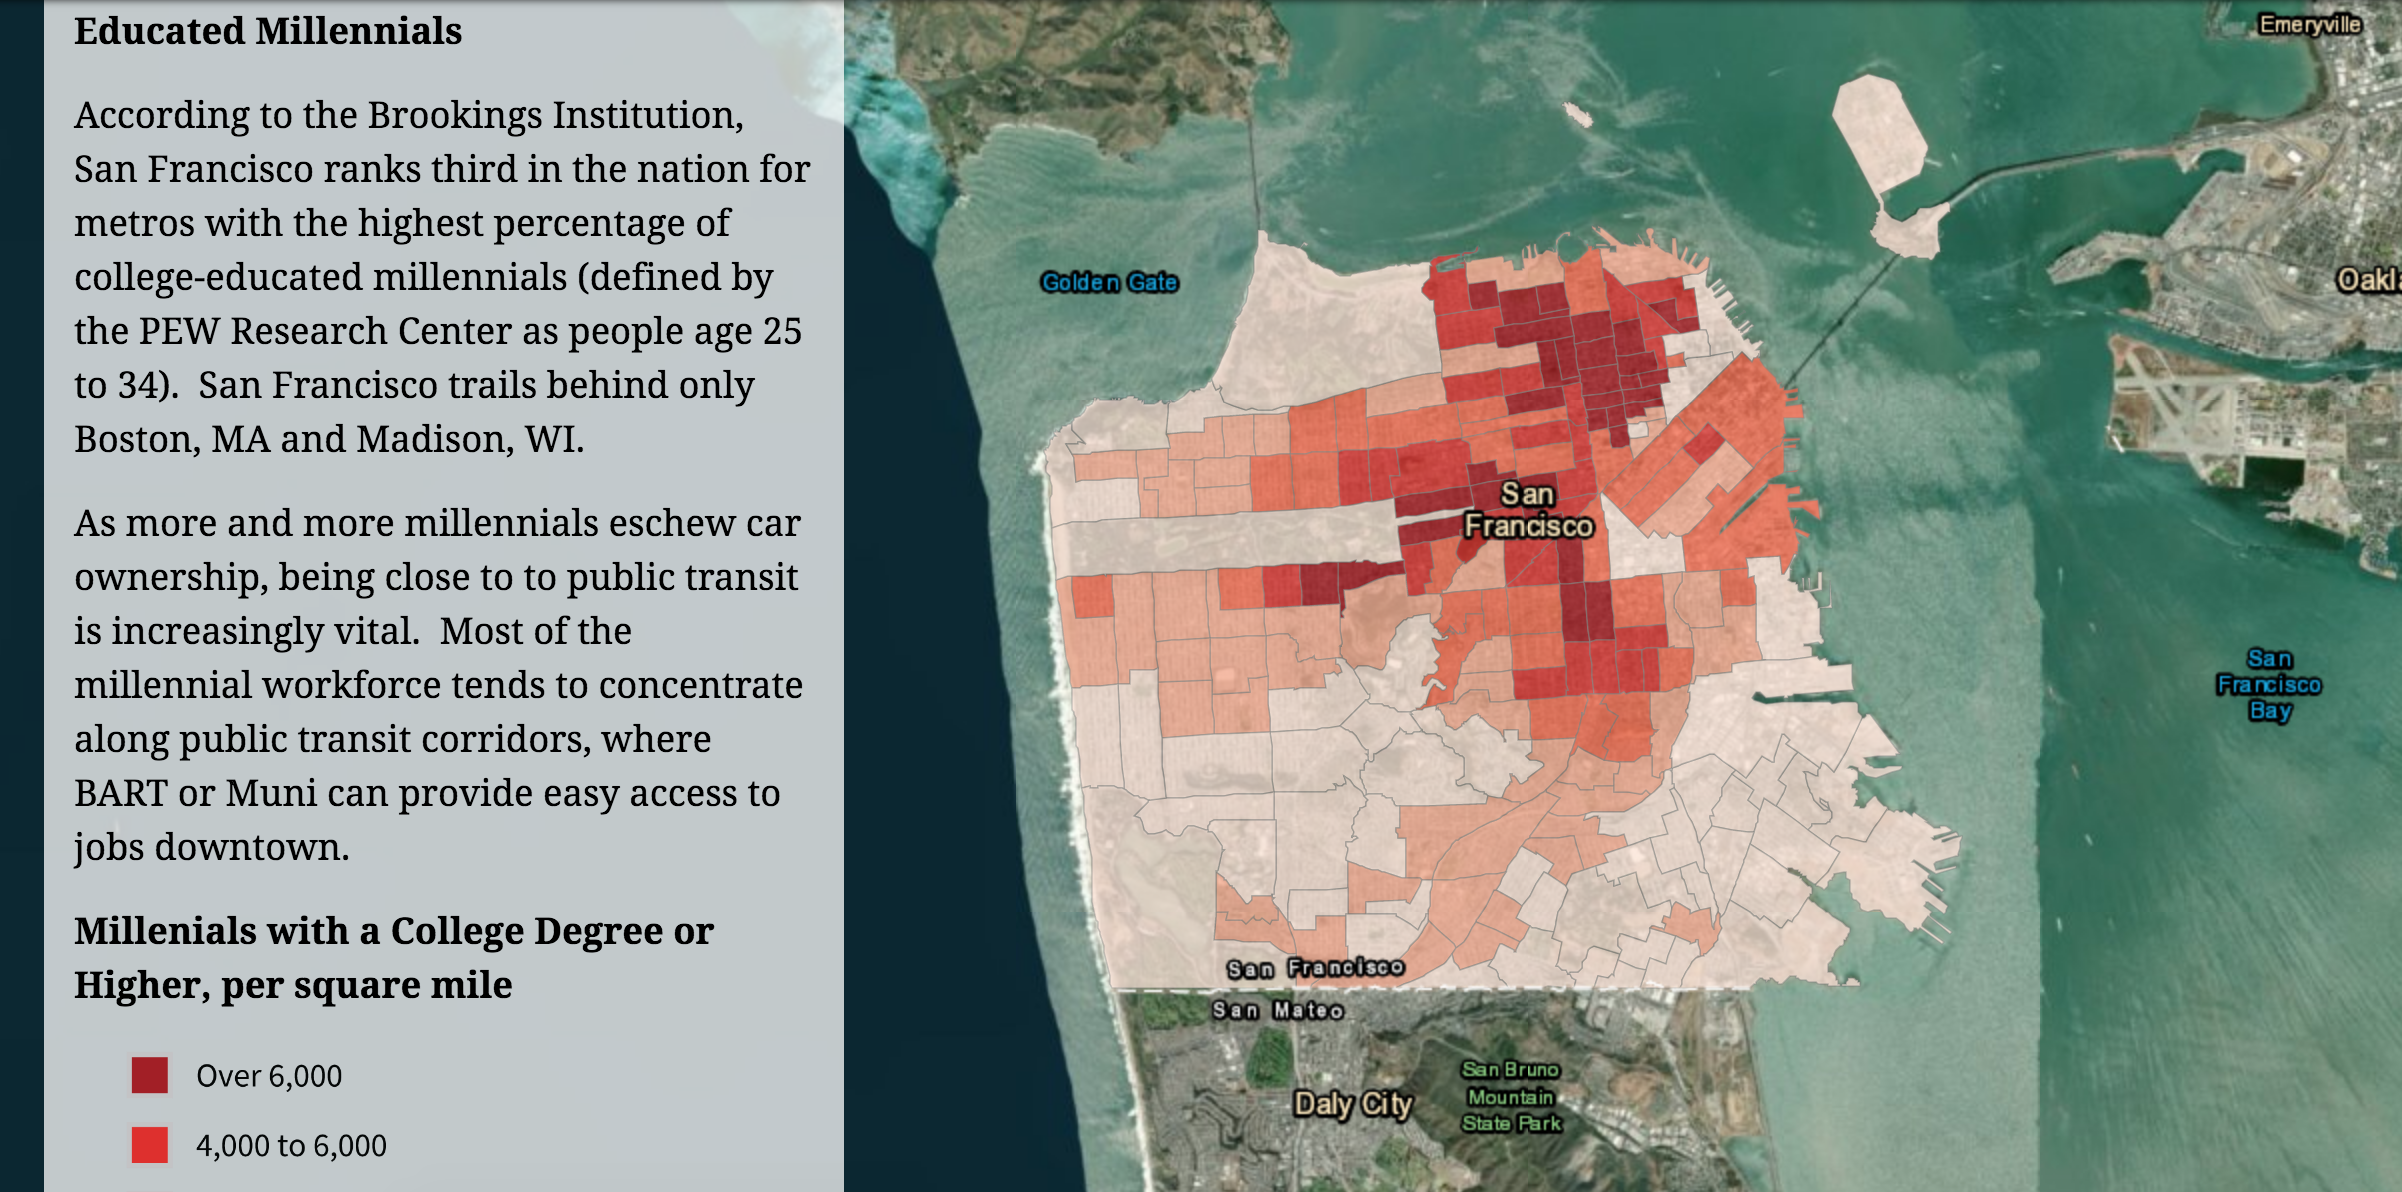 Educated Millennials
According to the Brookings Institution,
San Francisco ranks third in the nation for
metros with the highest percentage of
college-educated millennials (defined by
the PEW Research Center as people age 25
to 34).  San Francisco trails behind only
Boston, MA and Madison, WI.
As more and more millennials eschew car
ownership, being close to to public transit
is increasingly vital.  Most of the
millennial workforce tends to concentrate
along public transit corridors, where
BART or Muni can provide easy access to
jobs downtown.
Millenials with a College Degree or
Higher, per square mile
Over 6,000
4,000 to 6,000
Emeryville
Golden Gate
Oakla
San
Francisco
San
Francisco
Bay
San Francisco
San Mateo
Daly City
San Bruno
Mountain
State Park